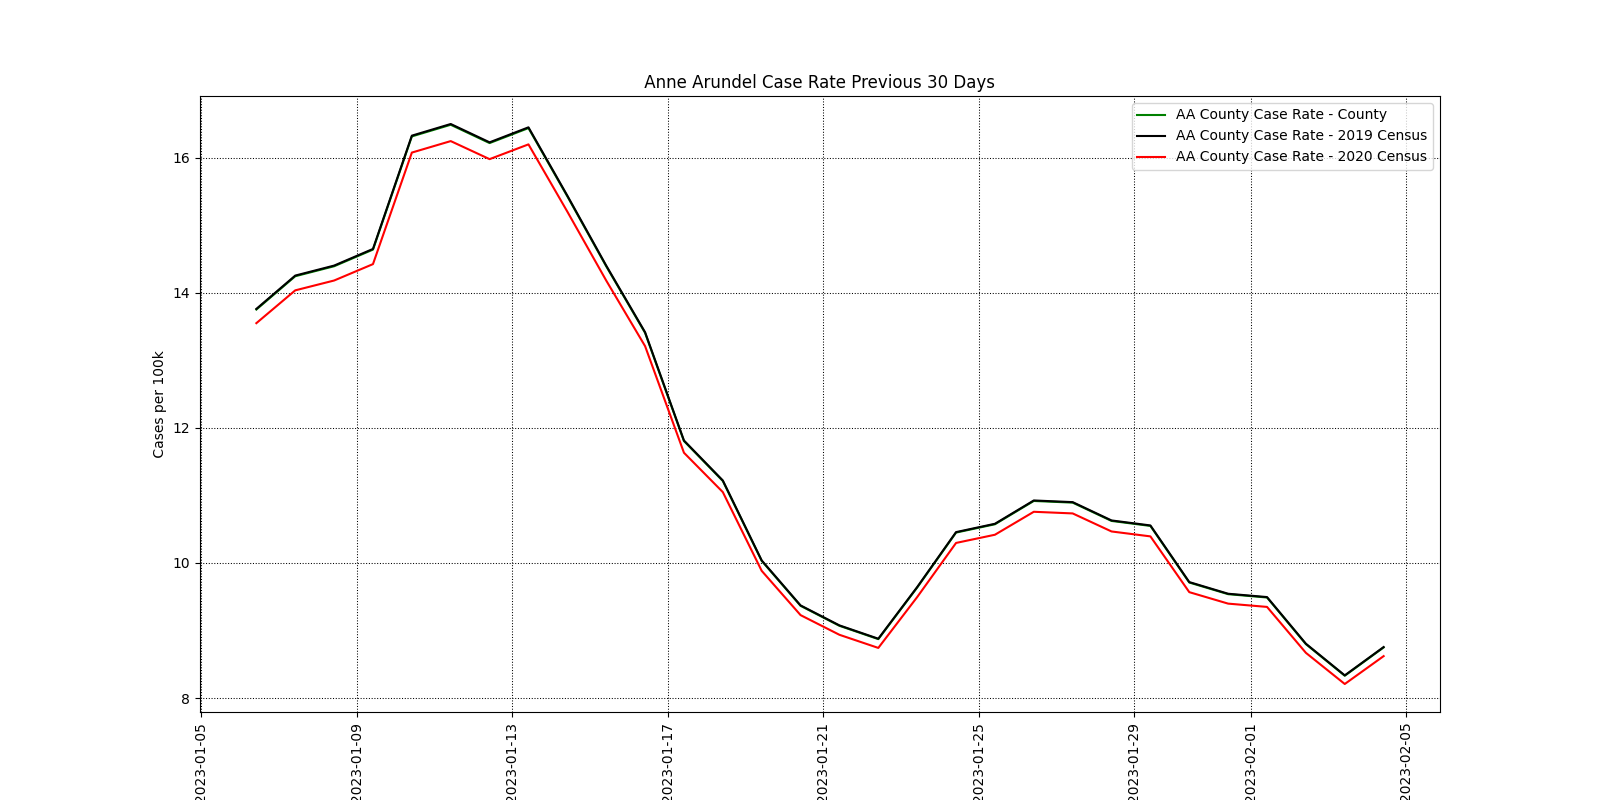 Anne Arundel Case Rate Previous 30 Days
AA County Case Rate - County
AA County Case Rate - 2019 Census
AA County Case Rate - 2020 Census
Cases per 100k
16
14
12
10
8
2023-01-05
2023-01-09
2023-01-13
2023-01-17
2023-01-21
2023-01-25
2023-01-29
2023-02-01
2023-02-05